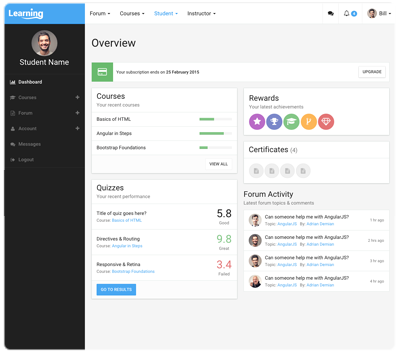 Learning
Forum
Courses
Student
Instructor
Bill
Student Name
Dashboard
Courses
Forum
Account
Messages
Logout
Overview
Your subscription ends on 25 February 2015
UPGRADE
Courses
Your recent courses
Basics of HTML
Angular in Steps
Bootstrap Foundations
VIEW ALL
Rewards
Your latest achievements
Certificates (4)
Quizzes
Your recent performance
Title of quiz goes here?
Course: Basics of HTML
5.8
Good
Directives & Routing
Course: Angular in Steps
9.8
Great
Responsive & Retina
Course: Bootstrap Foundations
3.4
Failed
GO TO RESULTS
Forum Activity
Latest forum topics & comments
Can someone help me with AngularJS?
Topic: AngularJS By: Adrian Demian
1 hr ago
Can someone help me with AngularJS?
Topic: AngularJS By: Adrian Demian
2 hrs ago
Can someone help me with AngularJS?
Topic: AngularJS By: Adrian Demian
3 hr ago
Can someone help me with AngularJS?
Topic: AngularJS By: Adrian Demian
4 hr ago